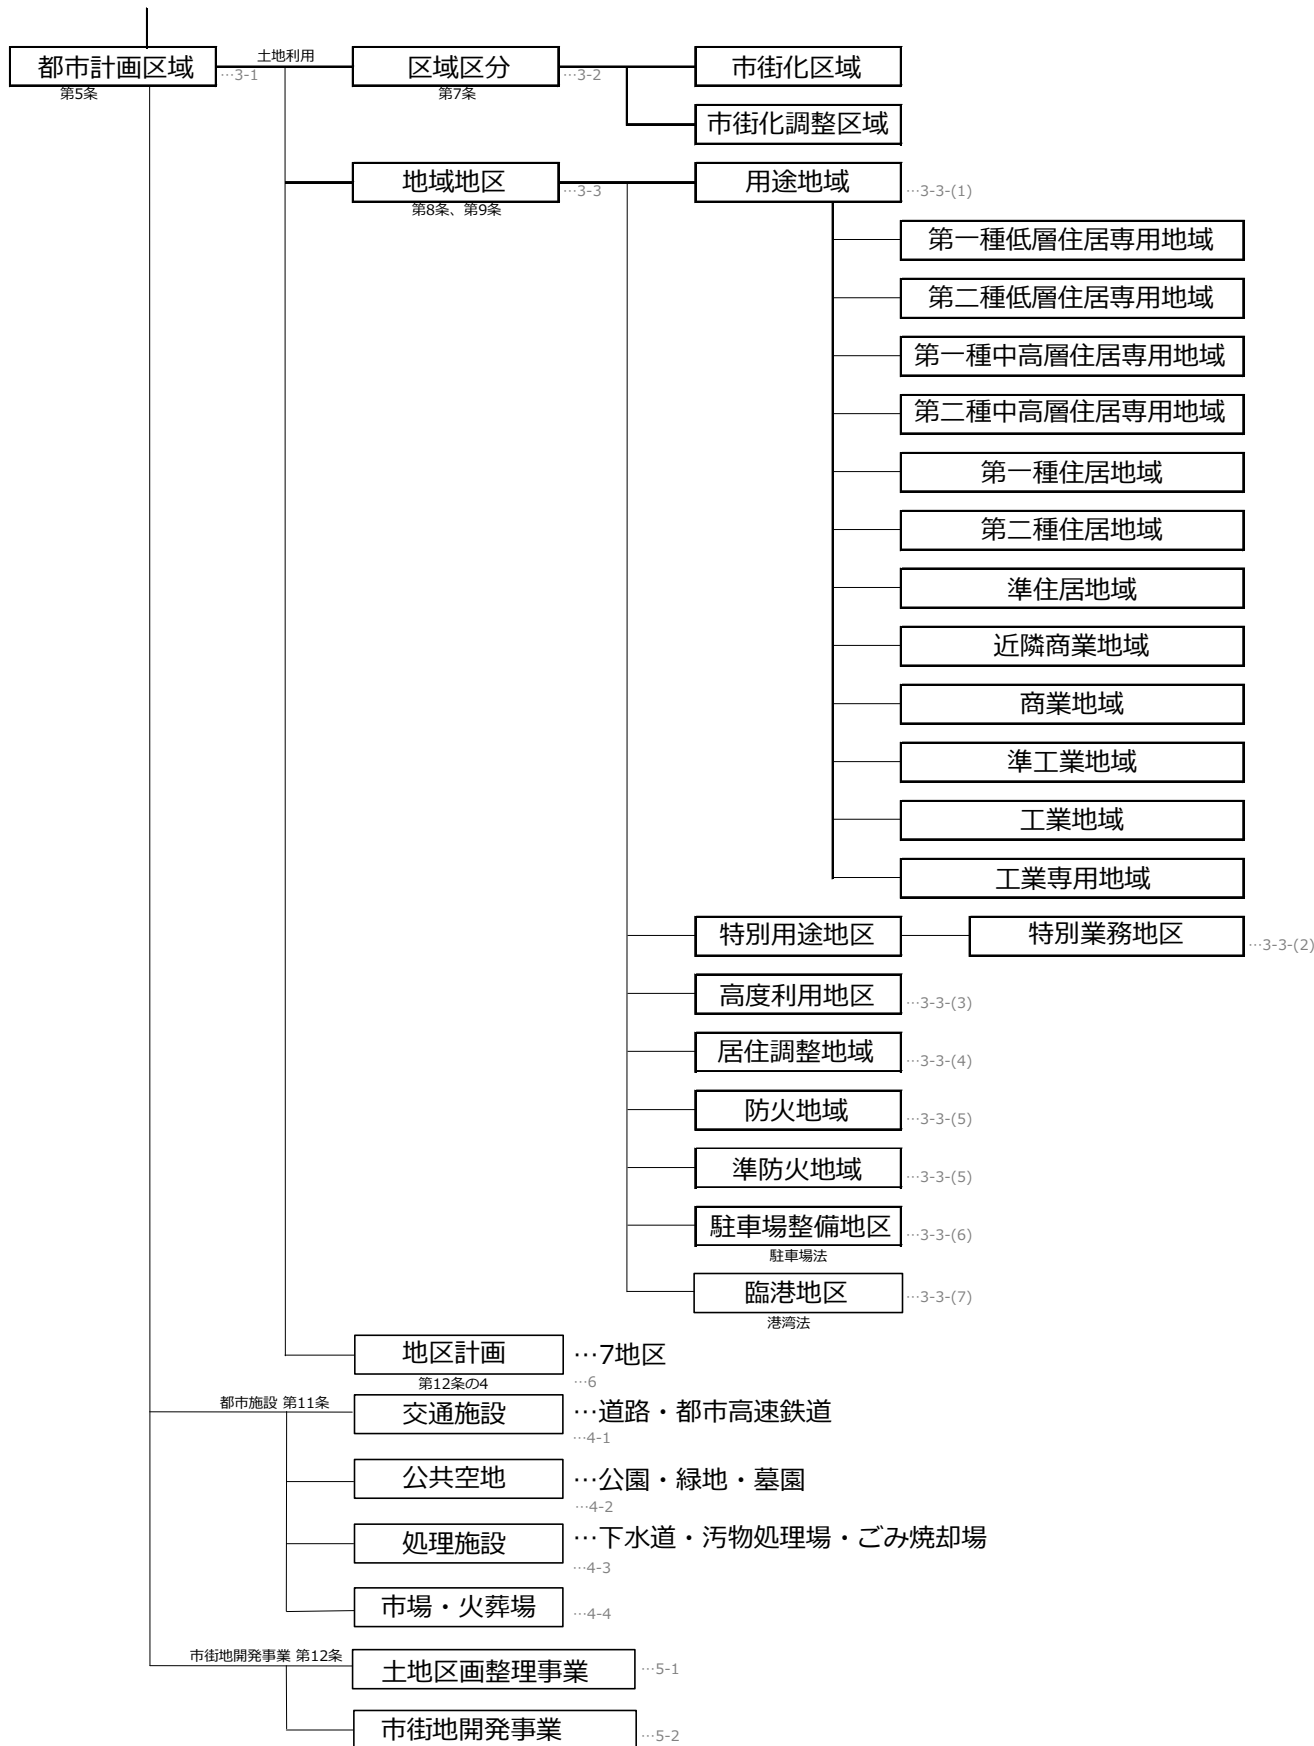 土地利用
都市計画区域 …3-1 区域区分 …3-2 市街化区域
第5条 第7条
市街化調整区域
地域地区 …3-3 用途地域 …3-3-(1)
第8条、第9条
第一種低層住居専用地域
第二種低層住居専用地域
第一種中高層住居専用地域
第二種中高層住居専用地域
第一種住居地域
第二種住居地域
準住居地域
近隣商業地域
商業地域
準工業地域
工業地域
工業専用地域
特別用途地区 特別業務地区 …3-3-(2)
高度利用地区 …3-3-(3)
居住調整地域 …3-3-(4)
防火地域 …3-3-(5)
準防火地域 …3-3-(5)
駐車場整備地区 …3-3-(6)
駐車場法
臨港地区 …3-3-(7)
港湾法
地区計画 …7地区
第12条の4 …6
都市施設 第11条
交通施設 …道路・都市高速鉄道
…4-1
公共空地 …公園・緑地・墓園
…4-2
処理施設 …下水道・汚物処理場・ごみ焼却場
…4-3
市場・火葬場 …4-4
市街地開発事業 第12条
土地区画整理事業 …5-1
市街地開発事業 …5-2